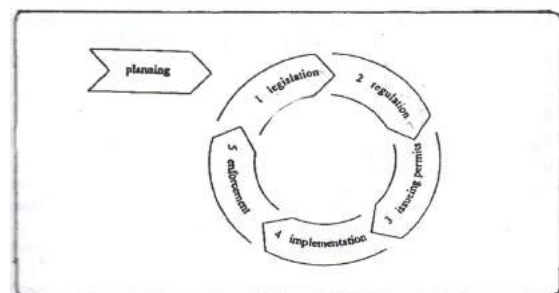 planning
1 legislation
2 regulation
3 issuing permits
4 implementation
5 enforcement